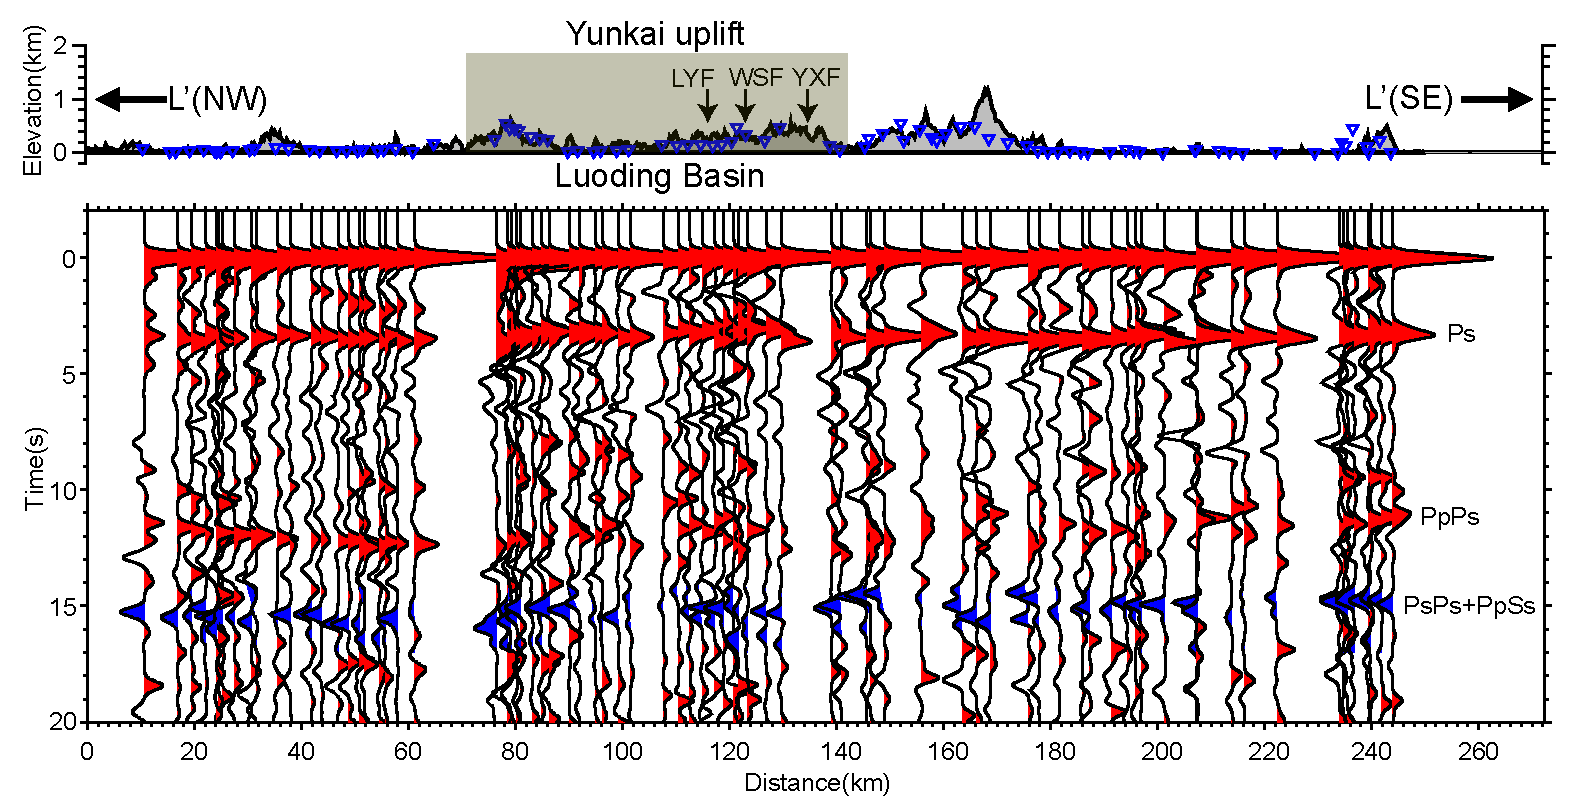 Yunkai uplift
Elevation(km)
2
1
0
L’(NW)
LYF WSF YXF
L’(SE)
Luoding Basin
Time(s)
0
5
10
15
20
Ps
PpPs
PsPs+PpSs
0 20 40 60 80 100 120 140 160 180 200 220 240 260
Distance(km)